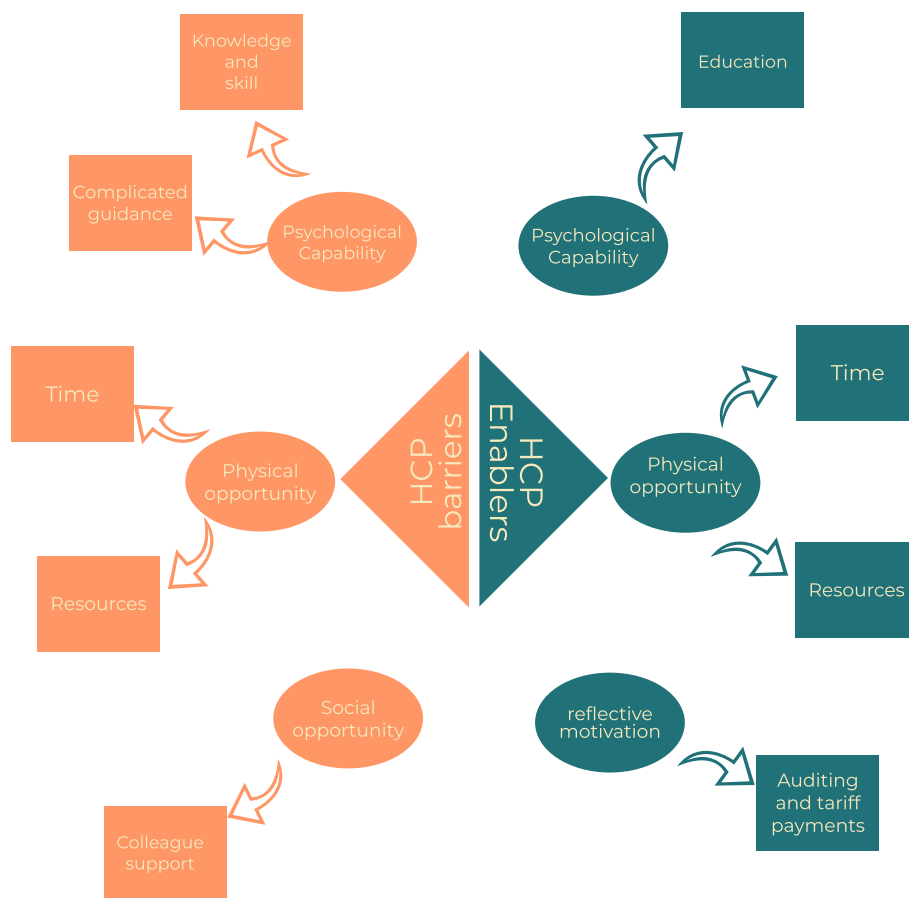 Knowledge
and
skill
Complicated
guidance
Psychological
Capability
Time
Physical
opportunity
Resources
HCP
barriers
Social
opportunity
Colleague
support
Education
Psychological
Capability
HCP
Enablers
Time
Physical
opportunity
Resources
reflective
motivation
Auditing
and tariff
payments